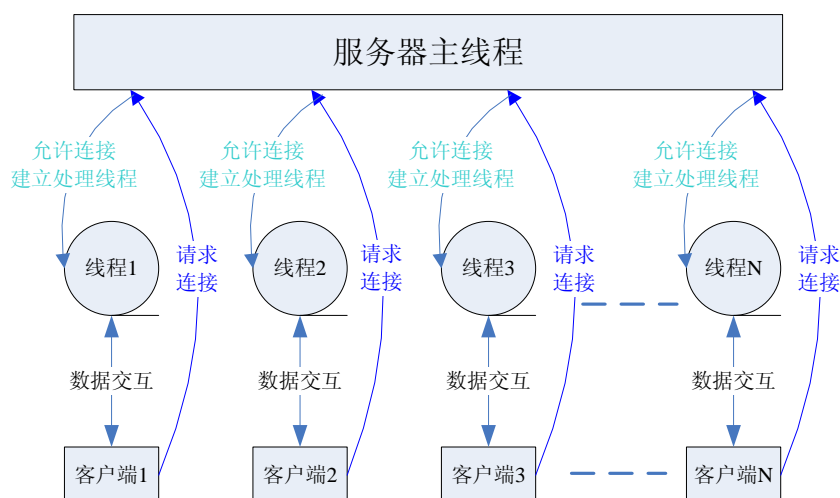 服务器主线程
允许连接
建立处理线程
允许连接
建立处理线程
允许连接
建立处理线程
允许连接
建立处理线程
线程1
请求
连接
线程2
请求
连接
线程3
请求
连接
线程N
请求
连接
数据交互
数据交互
数据交互
数据交互
客户端1
客户端2
客户端3
客户端N